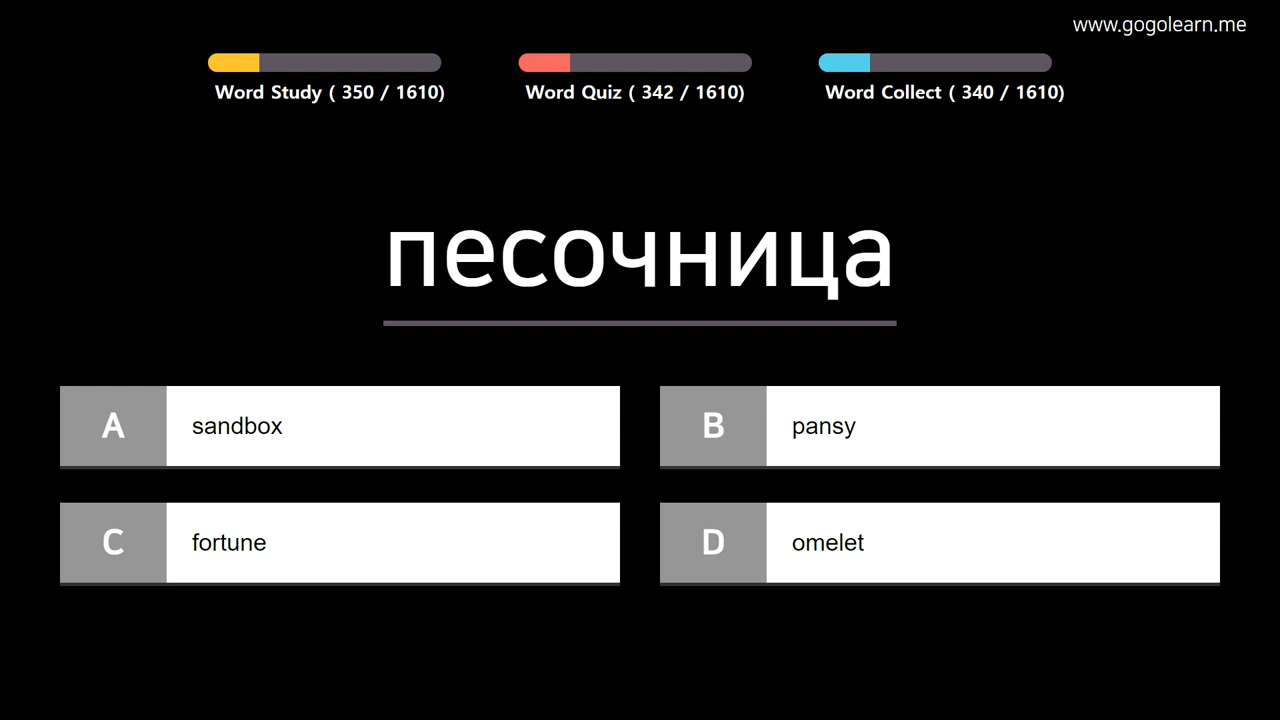 www.gogolearn.me
Word Study ( 350 / 1610)
Word Quiz ( 342 / 1610)
Word Collect ( 340 / 1610)
песочница
A sandbox
B pansy
C fortune
D omelet